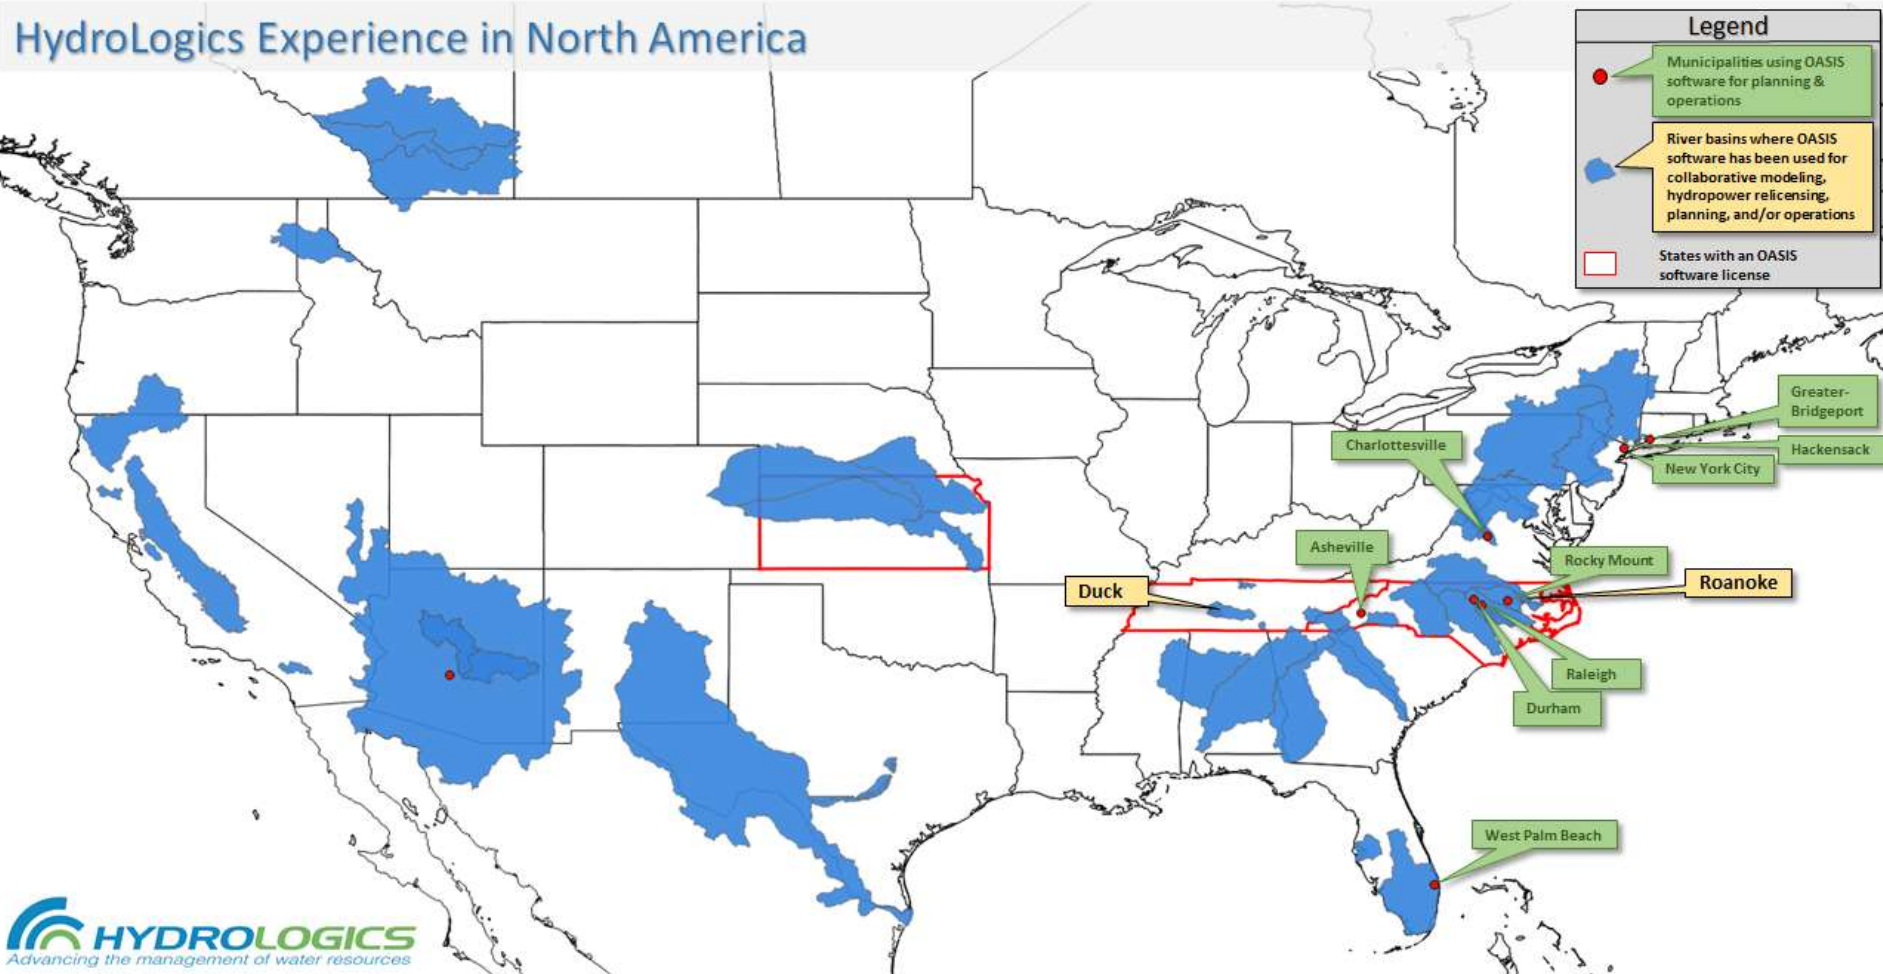 HydroLogics Experience in North America
Legend
Municipalities using OASIS
software for planning &
operations
River basins where OASIS
software has been used for
collaborative modeling,
hydropower relicensing,
planning, and/or operations
States with an OASIS
software license
Greater-
Bridgeport
Charlottesville
Hackensack
New York City
Asheville
Rocky Mount
Duck
Roanoke
Raleigh
Durham
West Palm Beach
HYDROLOGICS
Advancing the management of water resources